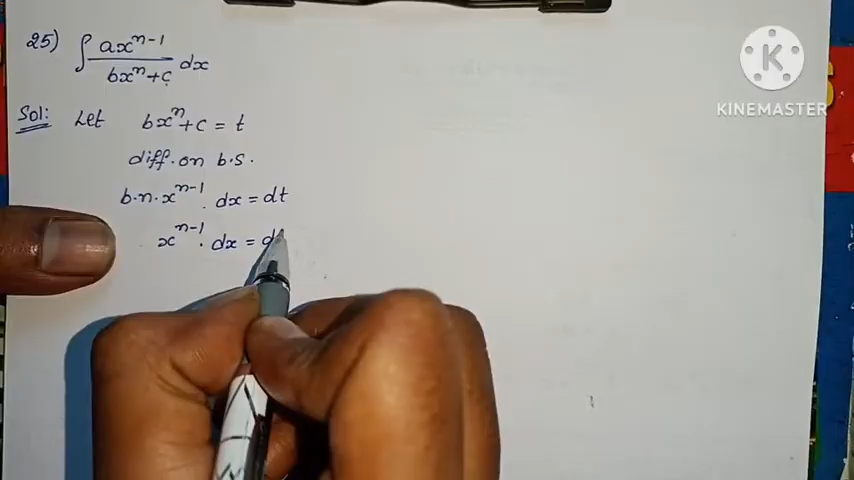 25) ∫ ax^{n-1} / bx^n + c dx
K
KINEMASTER
Sol: Let bx^n + c = t
diff. on b.s.
b.n.x^{n-1} . dx = dt
x^{n-1} . dx = d